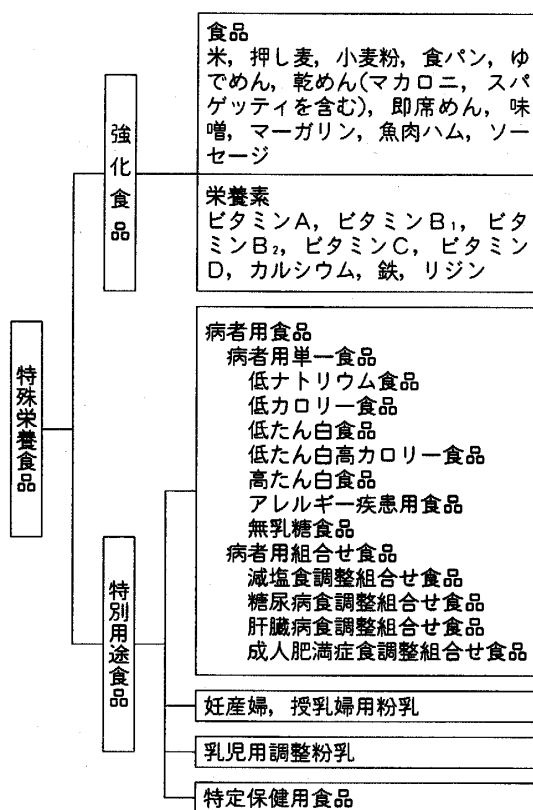 特殊栄養食品
強化食品
食品
米, 押し麦, 小麦粉, 食パン, ゆ
でめん, 乾めん(マカロニ, スパ
ゲッティを含む), 即席めん, 味
噌, マーガリン, 魚肉ハム, ソー
セージ
栄養素
ビタミンA, ビタミンB₁, ビタ
ミンB₂, ビタミンC, ビタミン
D, カルシウム, 鉄, リジン
特別用途食品
病者用食品
病者用単一食品
低ナトリウム食品
低カロリー食品
低たん白食品
低たん白高カロリー食品
高たん白食品
アレルギー疾患用食品
無乳糖食品
病者用組合せ食品
減塩食調整組合せ食品
糖尿病食調整組合せ食品
肝臓病食調整組合せ食品
成人肥満症食調整組合せ食品
妊産婦, 授乳婦用粉乳
乳児用調整粉乳
特定保健用食品